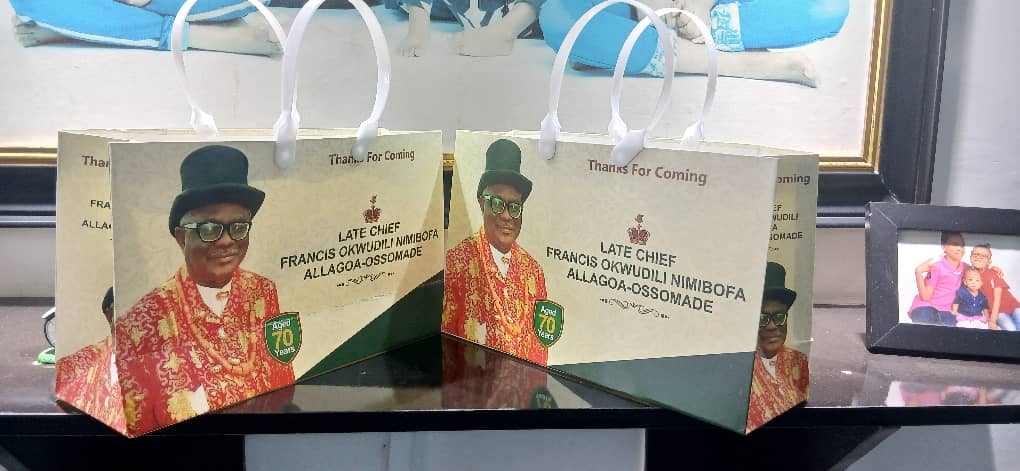 Thanks For Coming
LATE CHIEF
FRANCIS OKWUDILI NIMIBOFA
ALLAGOA-OSSOMADE
Aged
70
Years
Thanks For Coming
LATE CHIEF
FRANCIS OKWUDILI NIMIBOFA
ALLAGOA-OSSOMADE
Aged
70
Years